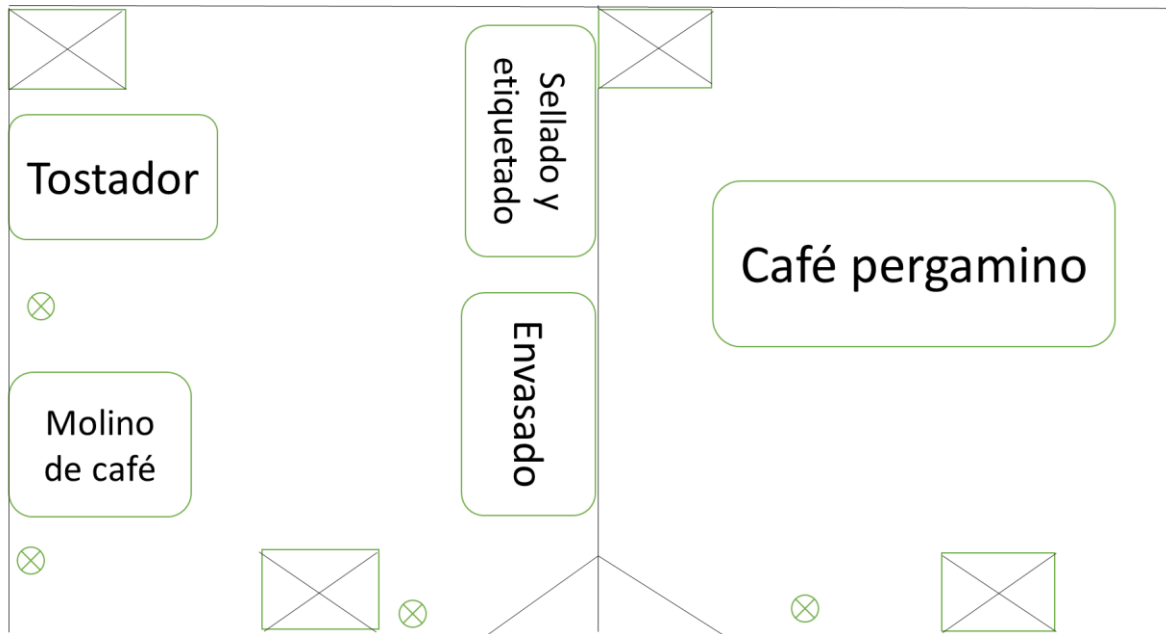 Tostador
Molino
de café
Sellado y
etiquetado
Envasado
Café pergamino